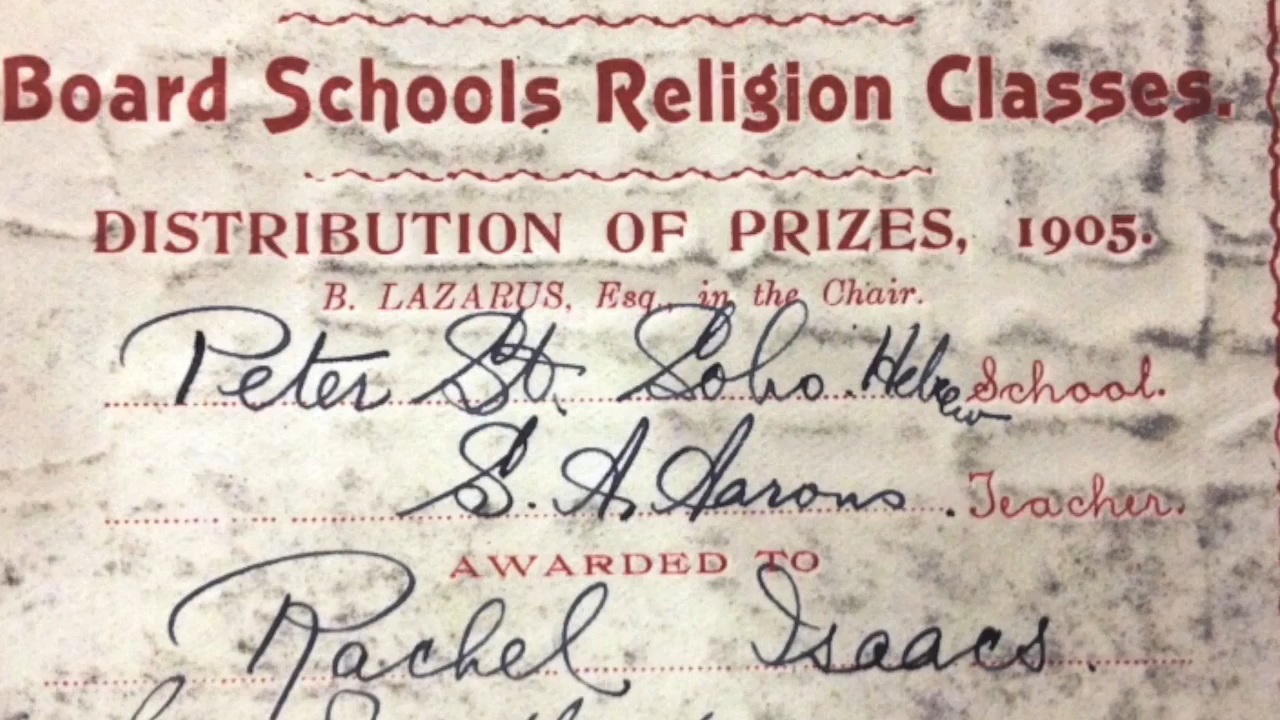 Board Schools Religion Classes.
DISTRIBUTION OF PRIZES, 1905.
B. LAZARUS, Esq., in the Chair.
Peter St. Soho. Hebrew School.
S. A. Aarons. Teacher.
AWARDED TO
Rachel Isaacs.